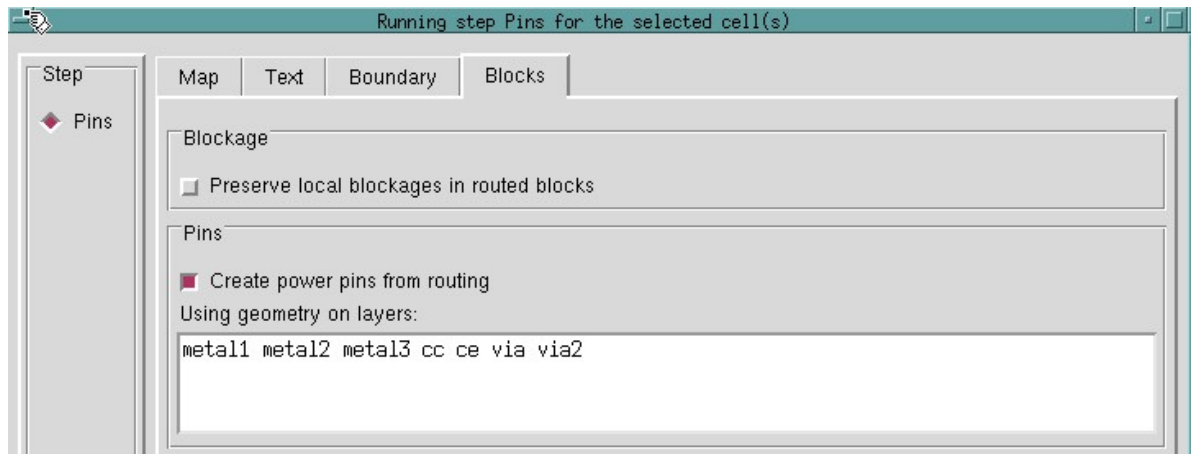 Running step Pins for the selected cell(s)
Step
Pins
Map Text Boundary Blocks
Blockage
Preserve local blockages in routed blocks
Pins
Create power pins from routing
Using geometry on layers:
metal1 metal2 metal3 cc ce via via2